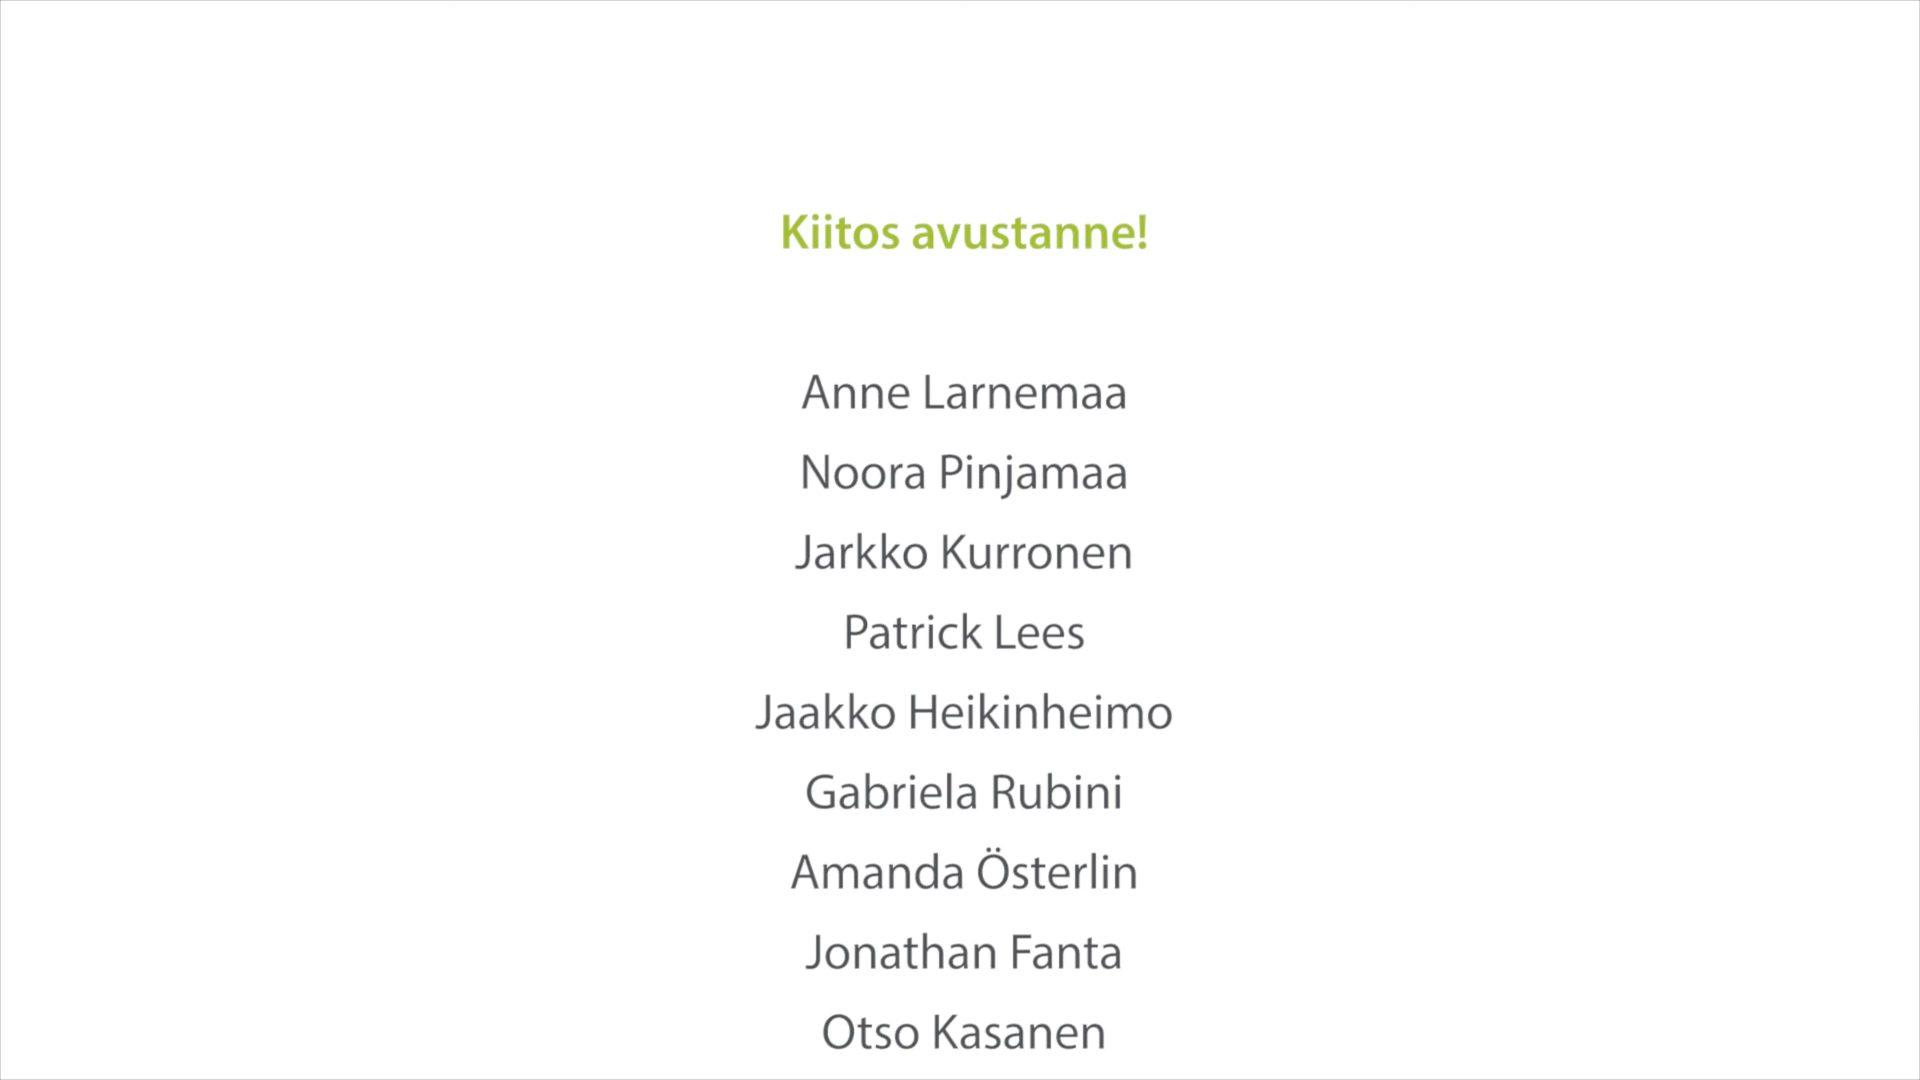 Kiitos avustanne!
Anne Larnemaa
Noora Pinjamaa
Jarkko Kurronen
Patrick Lees
Jaakko Heikinheimo
Gabriela Rubini
Amanda Österlin
Jonathan Fanta
Otso Kasanen